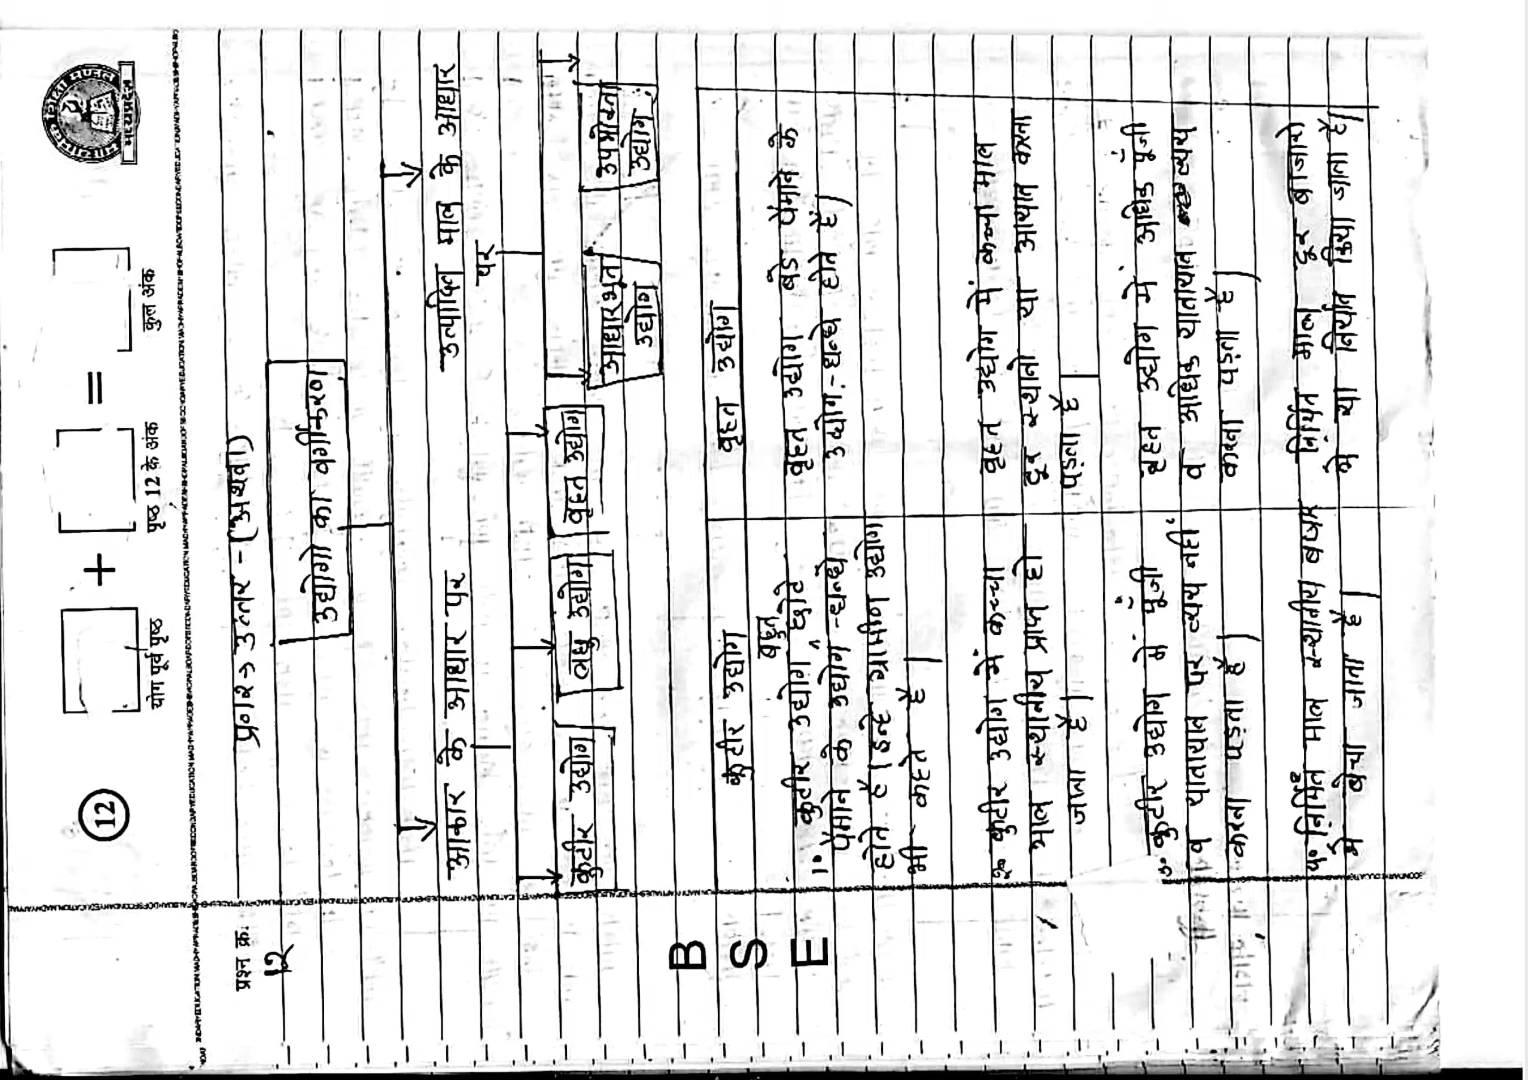 12
योग पूर्व पृष्ठ + पृष्ठ 12 के अंक = कुल अंक
प्रश्न क्र.
12
प्र०12→ उत्तर - (अथवा)
उद्योगो का वर्गीकरण
आकार के आधार पर
उत्पादित माल के आधार
पर
कुटीर उद्योग
लघु उद्योग
वृहत उद्योग
आधारभूत
उद्योग
उपभोक्ता
उद्योग
B
S
E
कुटीर उद्योग
वृहत उद्योग
1. कुटीर उद्योग बहुत छोटे
पैमाने के उद्योग-धन्धे
होते हैं। इन्हे ग्रामीण उद्योग
भी कहते हैं।
वृहत उद्योग बड़े पैमाने के
उद्योग-धन्धे होते हैं।
2. कुटीर उद्योग में कच्चा
माल स्थानीय प्राप्त हो
जाता है।
वृहत उद्योग में कच्चा माल
दूर स्थानो या आयात करना
पड़ता है।
3. कुटीर उद्योग मे पूँजी
व यातायात पर व्यय नहीं
करना पड़ता है।
वृहत उद्योग में अधिक पूंजी
व अधिक यातायात व्यय
करना पड़ता है।
4. निर्मित माल स्थानीय बाजार
मे बेचा जाता है।
निर्मित माल दूर बाजारो
मे या निर्यात किया जाता है।